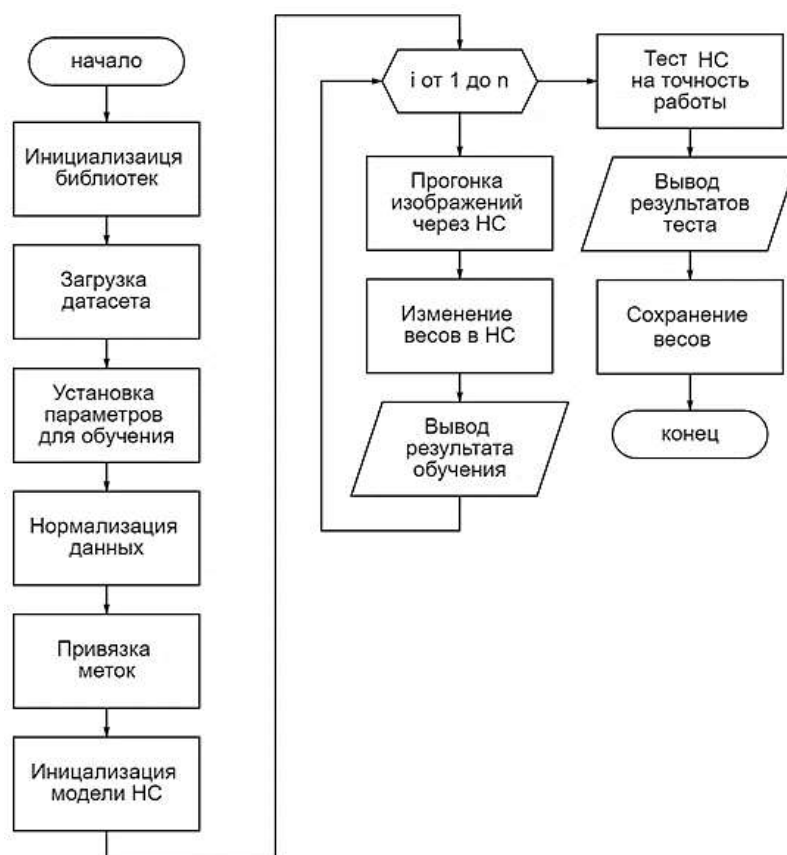 начало
Инициализаиця
библиотек
Загрузка
датасета
Установка
параметров
для обучения
Нормализация
данных
Привязка
меток
Иницализация
модели НС
i от 1 до n
Прогонка
изображений
через НС
Изменение
весов в НС
Вывод
результата
обучения
Тест НС
на точность
работы
Вывод
результатов
теста
Сохранение
весов
конец